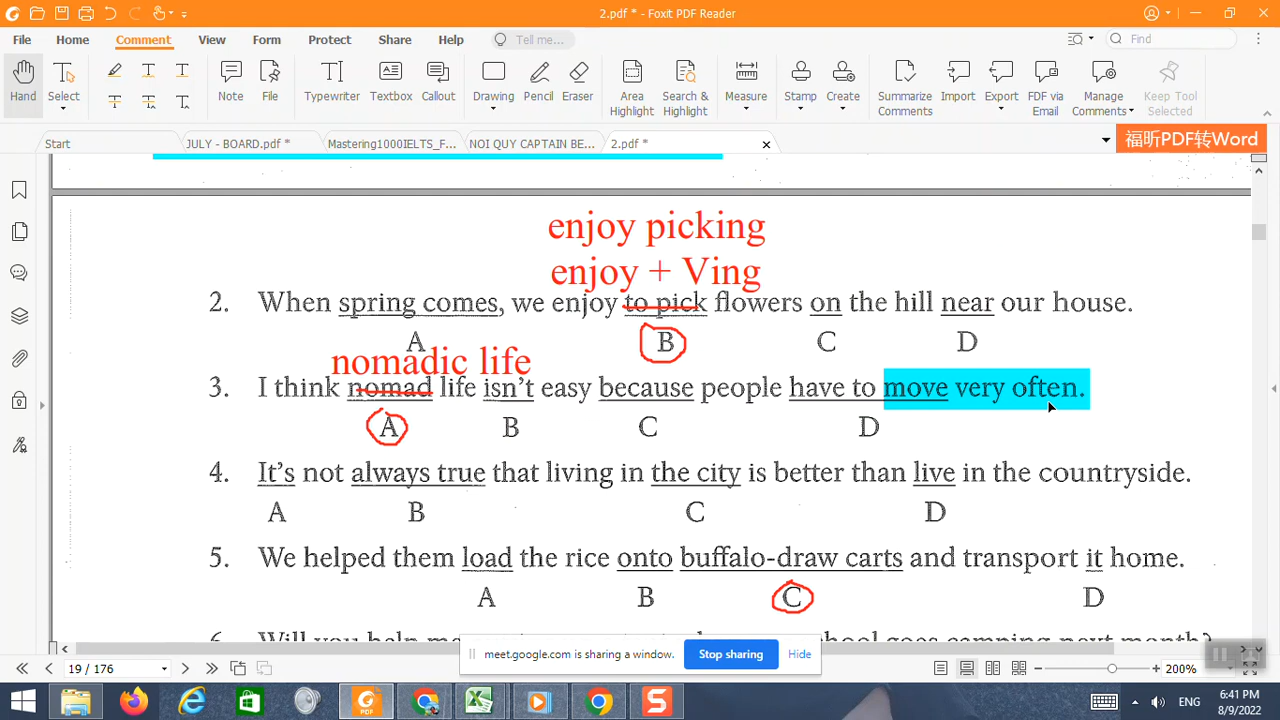 2.pdf * - Foxit PDF Reader
File Home Comment View Form Protect Share Help Tell me... Find
Hand Select Note File Typewriter Textbox Callout Drawing Pencil Eraser Area Highlight Search & Highlight Measure Stamp Create Summarize Comments Import Export PDF via Email Manage Comments Keep Tool Selected
Start JULY - BOARD.pdf * Mastering1000IELTS_F... NOI QUY CAPTAIN BE... 2.pdf * 福昕PDF转Word
enjoy picking
enjoy + Ving
2. When spring comes, we enjoy to pick flowers on the hill near our house.
A B C D
nomadic life
3. I think nomad life isn't easy because people have to move very often.
A B C D
4. It's not always true that living in the city is better than live in the countryside.
A B C D
5. We helped them load the rice onto buffalo-draw carts and transport it home.
A B C D
6. Will you help me
meet.google.com is sharing a window. Stop sharing Hide
19 / 176 200%
ENG 6:41 PM
8/9/2022